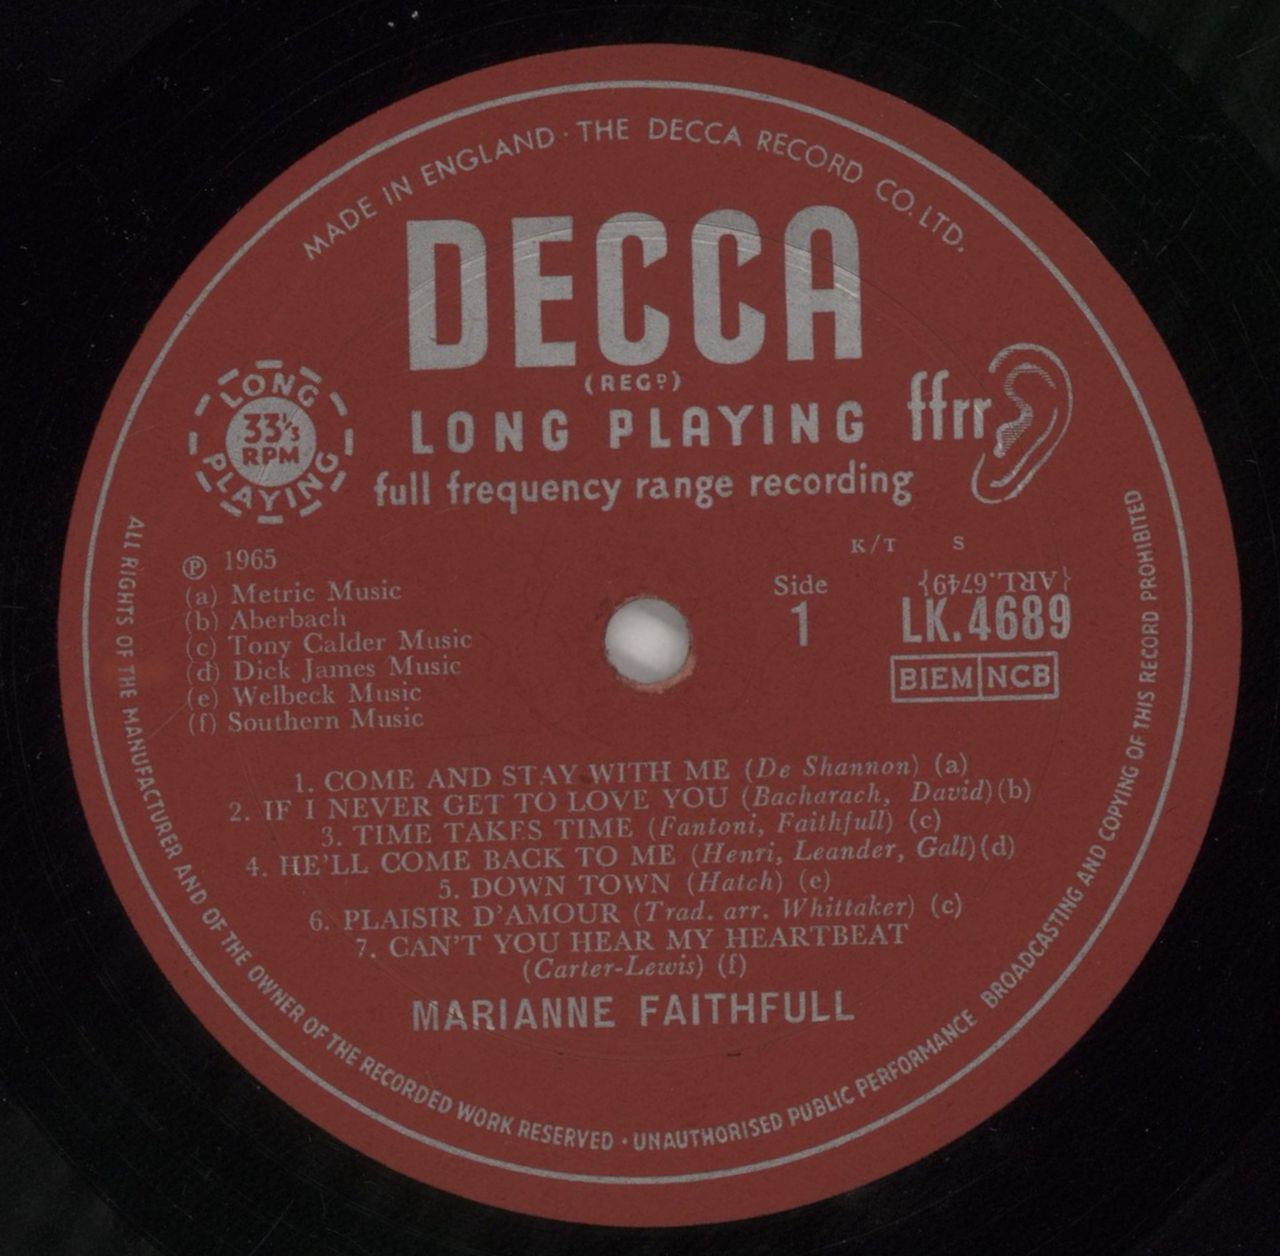 MADE IN ENGLAND · THE DECCA RECORD CO. LTD.
DECCA
(REGD)
LONG PLAYING
ffrr
full frequency range recording
LONG
33⅓
RPM
PLAYING
K/T S
℗ 1965
(a) Metric Music
(b) Aberbach
(c) Tony Calder Music
(d) Dick James Music
(e) Welbeck Music
(f) Southern Music
Side
1
{ARL.6749}
LK.4689
BIEM NCB
1. COME AND STAY WITH ME (De Shannon) (a)
2. IF I NEVER GET TO LOVE YOU (Bacharach, David) (b)
3. TIME TAKES TIME (Fantoni, Faithfull) (c)
4. HE'LL COME BACK TO ME (Henri, Leander, Gall) (d)
5. DOWN TOWN (Hatch) (e)
6. PLAISIR D'AMOUR (Trad. arr. Whittaker) (c)
7. CAN'T YOU HEAR MY HEARTBEAT
(Carter-Lewis) (f)
MARIANNE FAITHFULL
ALL RIGHTS OF THE MANUFACTURER AND OF THE OWNER OF THE RECORDED WORK RESERVED · UNAUTHORISED PUBLIC PERFORMANCE BROADCASTING AND COPYING OF THIS RECORD PROHIBITED